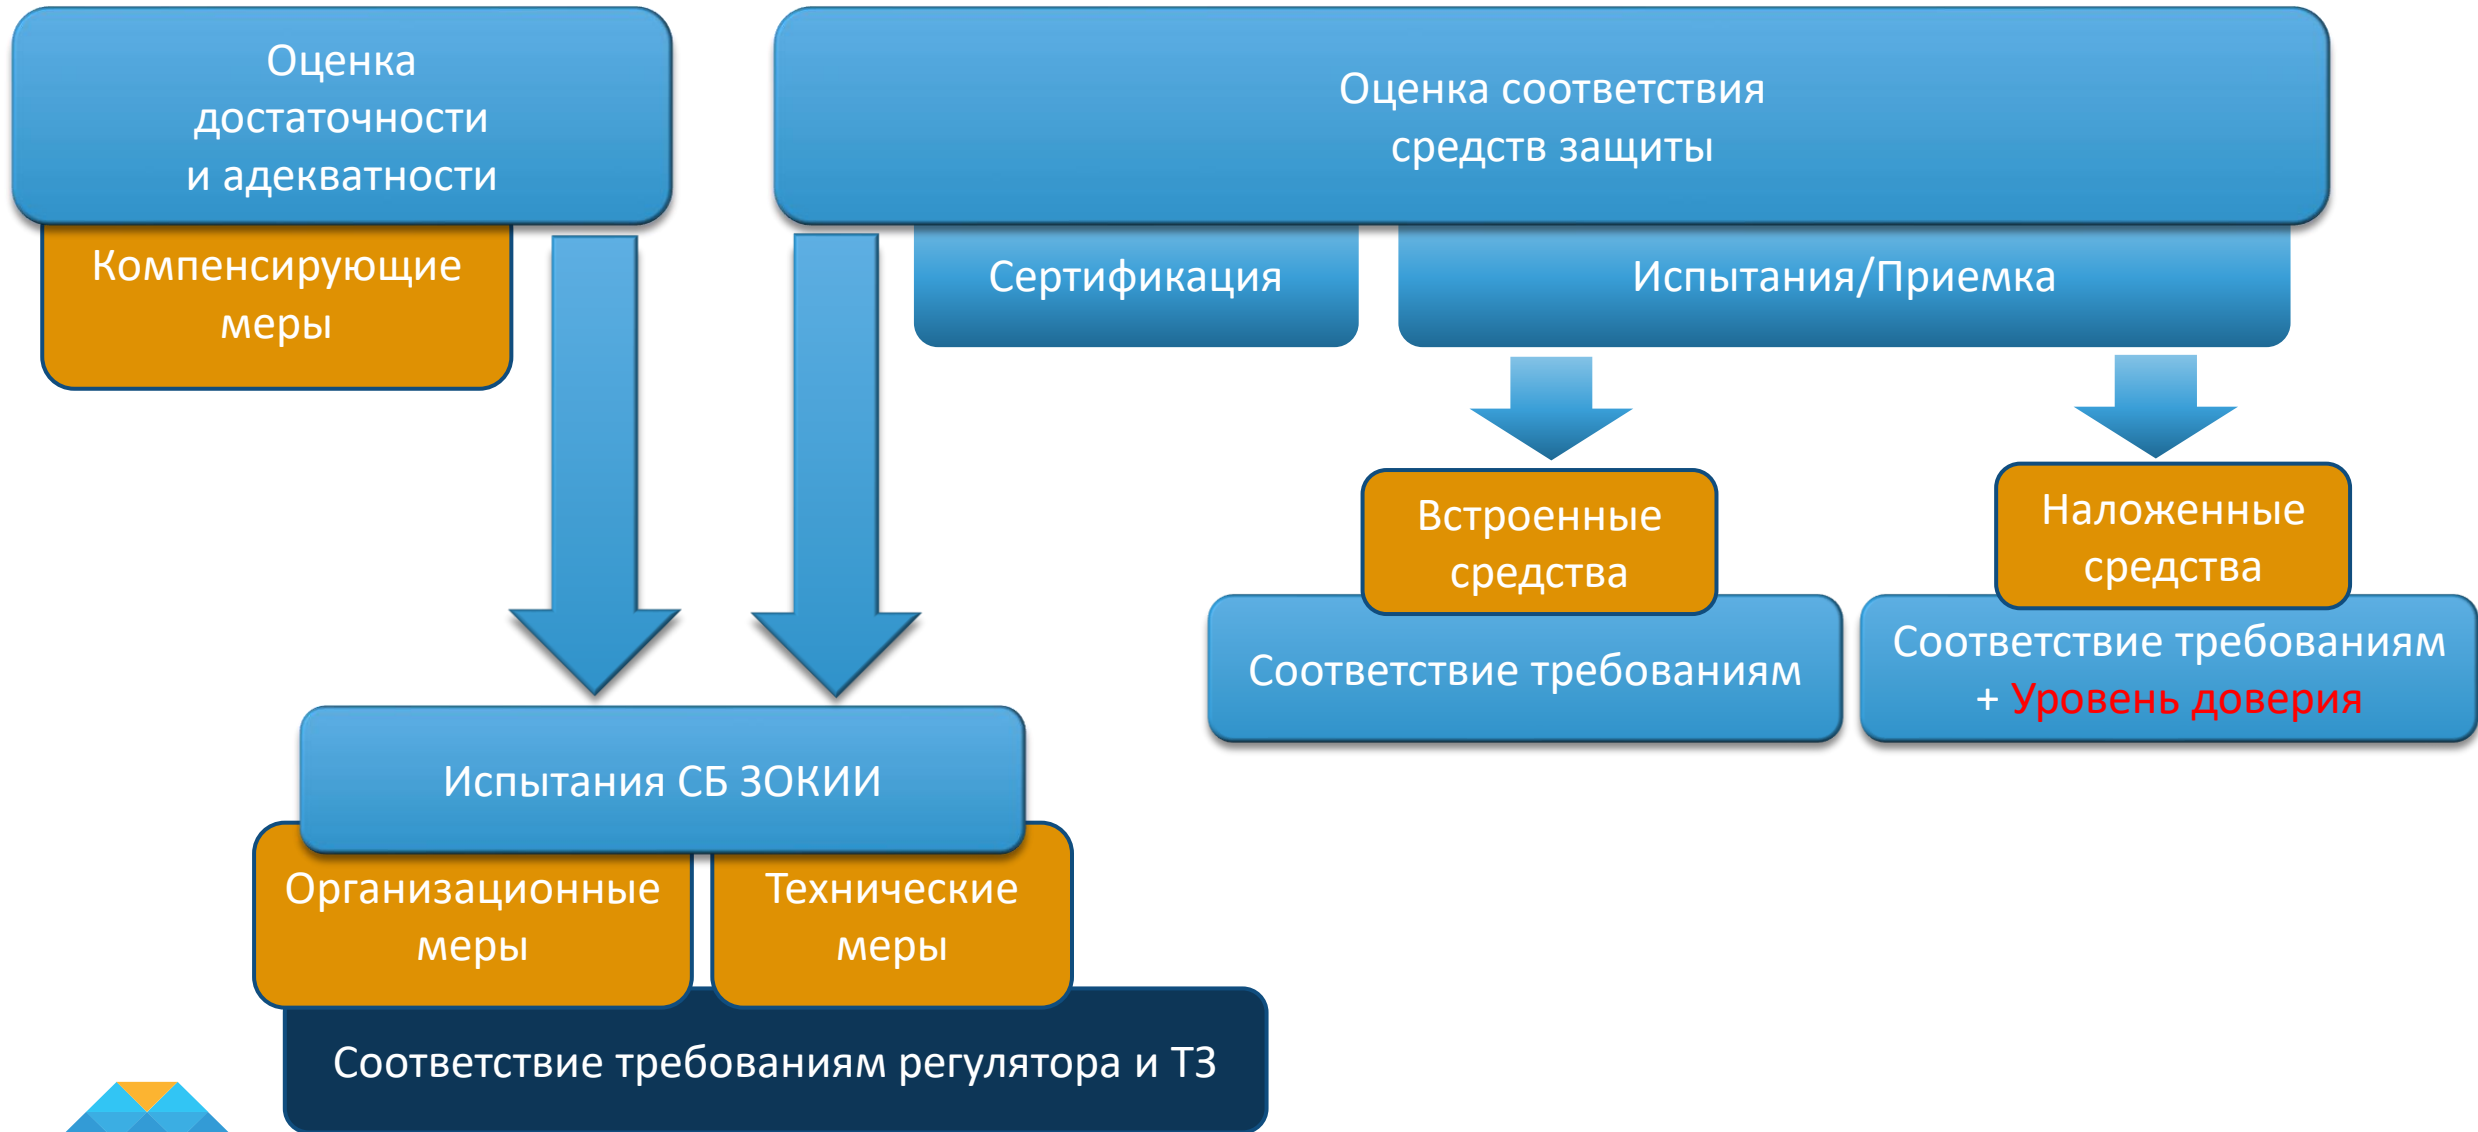 Оценка
достаточности
и адекватности
Компенсирующие
меры
Оценка соответствия
средств защиты
Сертификация
Испытания/Приемка
Встроенные
средства
Соответствие требованиям
Наложенные
средства
Соответствие требованиям
+ Уровень доверия
Испытания СБ ЗОКИИ
Организационные
меры
Технические
меры
Соответствие требованиям регулятора и ТЗ